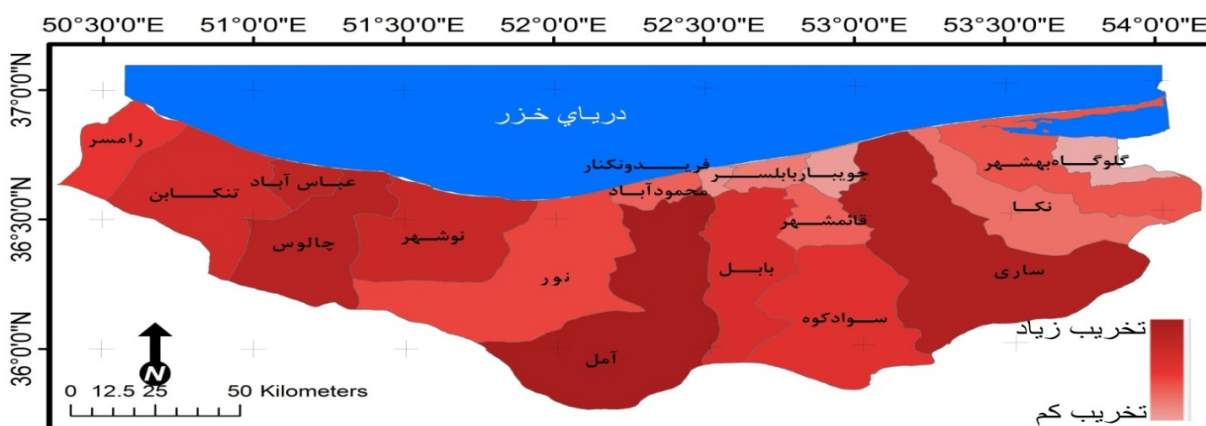 50°30'0"E 51°0'0"E 51°30'0"E 52°0'0"E 52°30'0"E 53°0'0"E 53°30'0"E 54°0'0"E
37°0'0"N
36°30'0"N
36°0'0"N
درياي خزر
رامسر
تنکابن
عباس آباد
چالوس
نوشهر
نور
آمل
فریدونکنار
محمودآباد
بابلسر
جویبار
قائمشهر
بابل
سوادکوه
ساری
نکا
بهشهر
گلوگاه
تخریب زیاد
تخریب کم
N
0 12.5 25 50 Kilometers